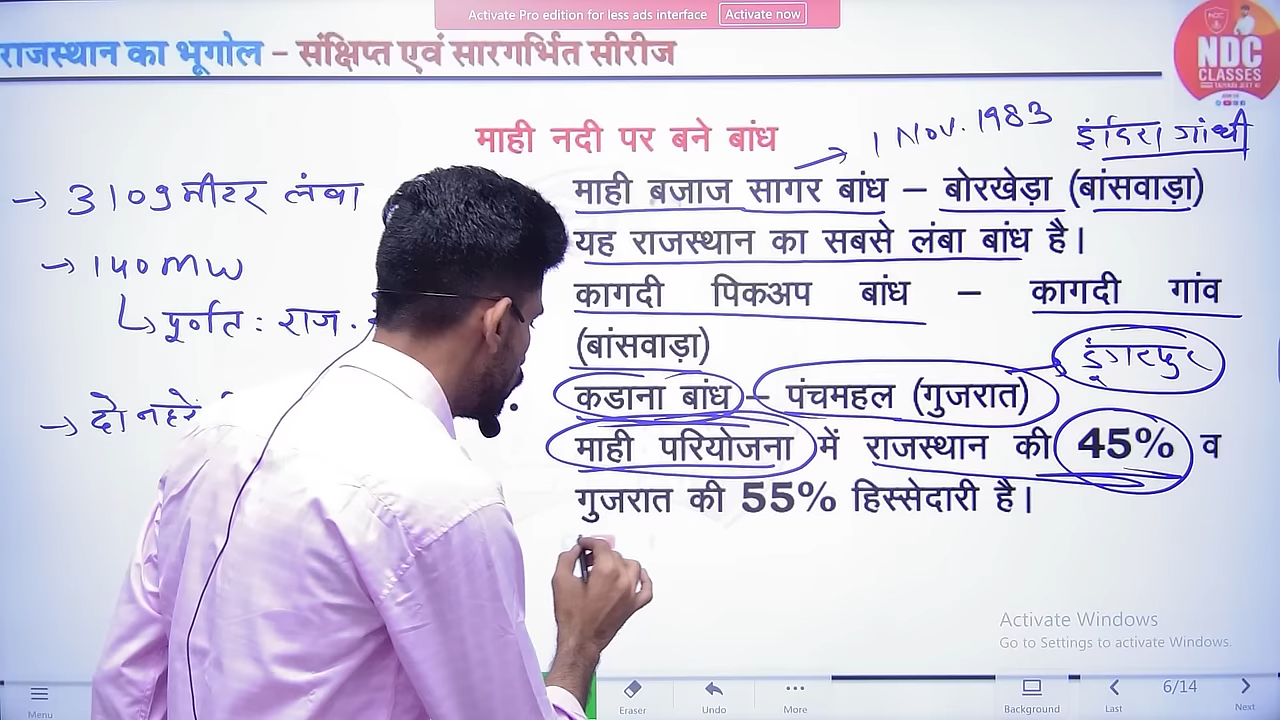 Activate Pro edition for less ads interface Activate now
राजस्थान का भूगोल – संक्षिप्त एवं सारगर्भित सीरीज
NDC
CLASSES
माही नदी पर बने बांध
1 Nov. 1983
इंदिरा गांधी
→ 3109 मीटर लंबा
माही बजाज सागर बांध – बोरखेड़ा (बांसवाड़ा)
यह राजस्थान का सबसे लंबा बांध है।
→ 140 MW
कागदी पिकअप बांध – कागदी गांव
पूर्ति : राज.
(बांसवाड़ा)
डूंगरपुर
कडाना बांध – पंचमहल (गुजरात)
→ दो नहरें
माही परियोजना में राजस्थान की 45% व
गुजरात की 55% हिस्सेदारी है।
Activate Windows
Go to Settings to activate Windows.
Menu Eraser Undo More Background Last 6/14 Next